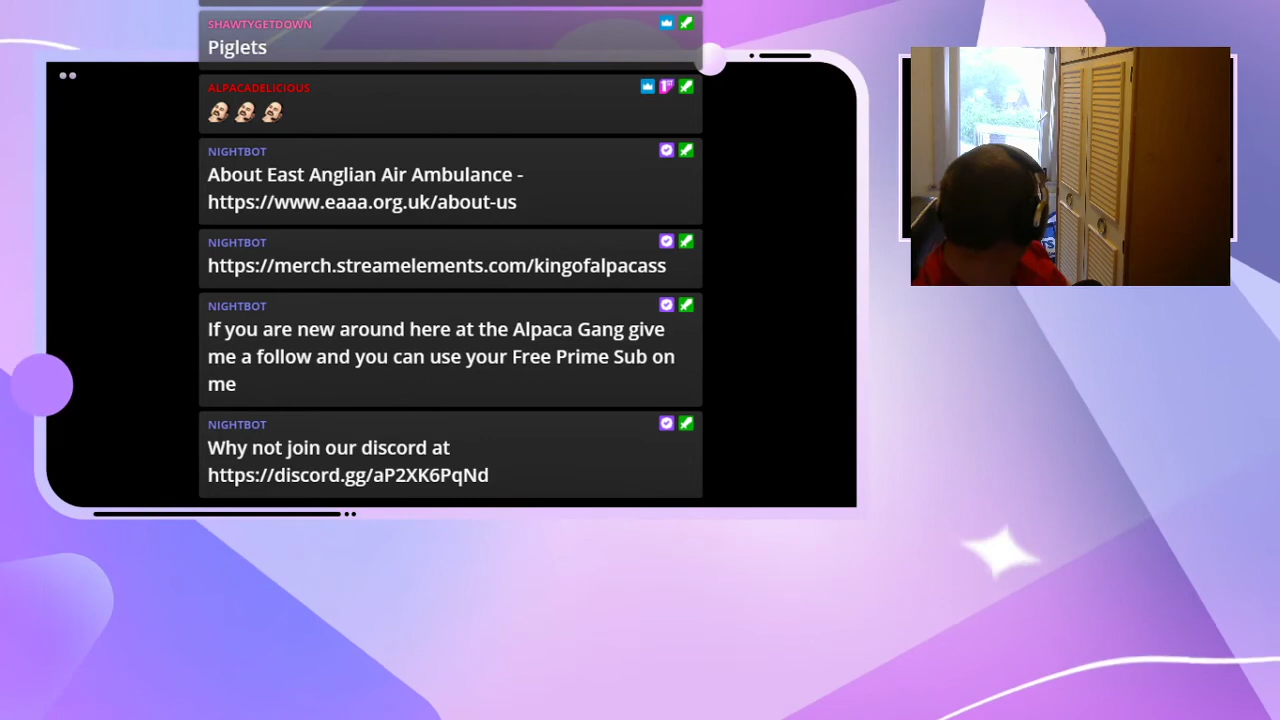 SHAWTYGETDOWN
Piglets
ALPACADELICIOUS
NIGHTBOT
About East Anglian Air Ambulance -
https://www.eaaa.org.uk/about-us
NIGHTBOT
https://merch.streamelements.com/kingofalpacass
NIGHTBOT
If you are new around here at the Alpaca Gang give
me a follow and you can use your Free Prime Sub on
me
NIGHTBOT
Why not join our discord at
https://discord.gg/aP2XK6PqNd